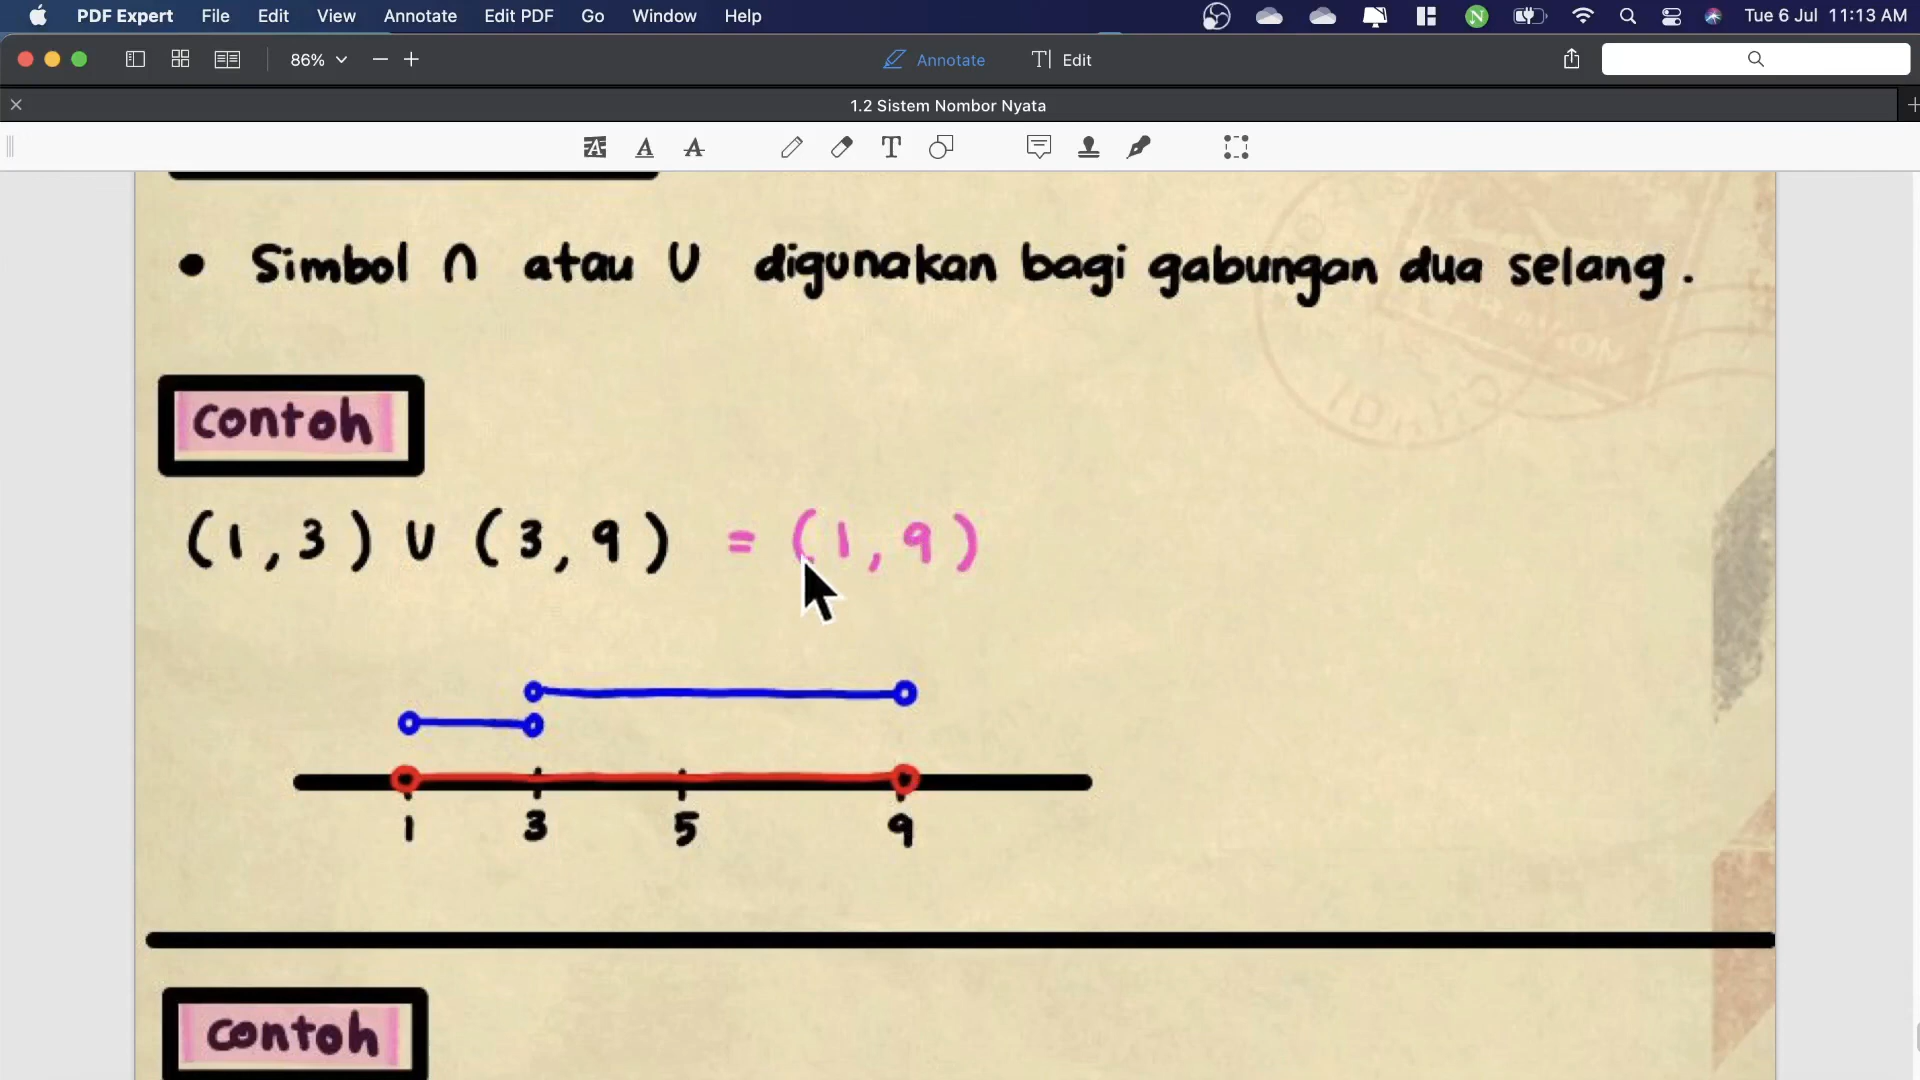 PDF Expert File Edit View Annotate Edit PDF Go Window Help Tue 6 Jul 11:13 AM
86% Annotate Edit
1.2 Sistem Nombor Nyata
• Simbol ∩ atau ∪ digunakan bagi gabungan dua selang.
contoh
(1,3) ∪ (3,9) = (1,9)
1 3 5 9
contoh